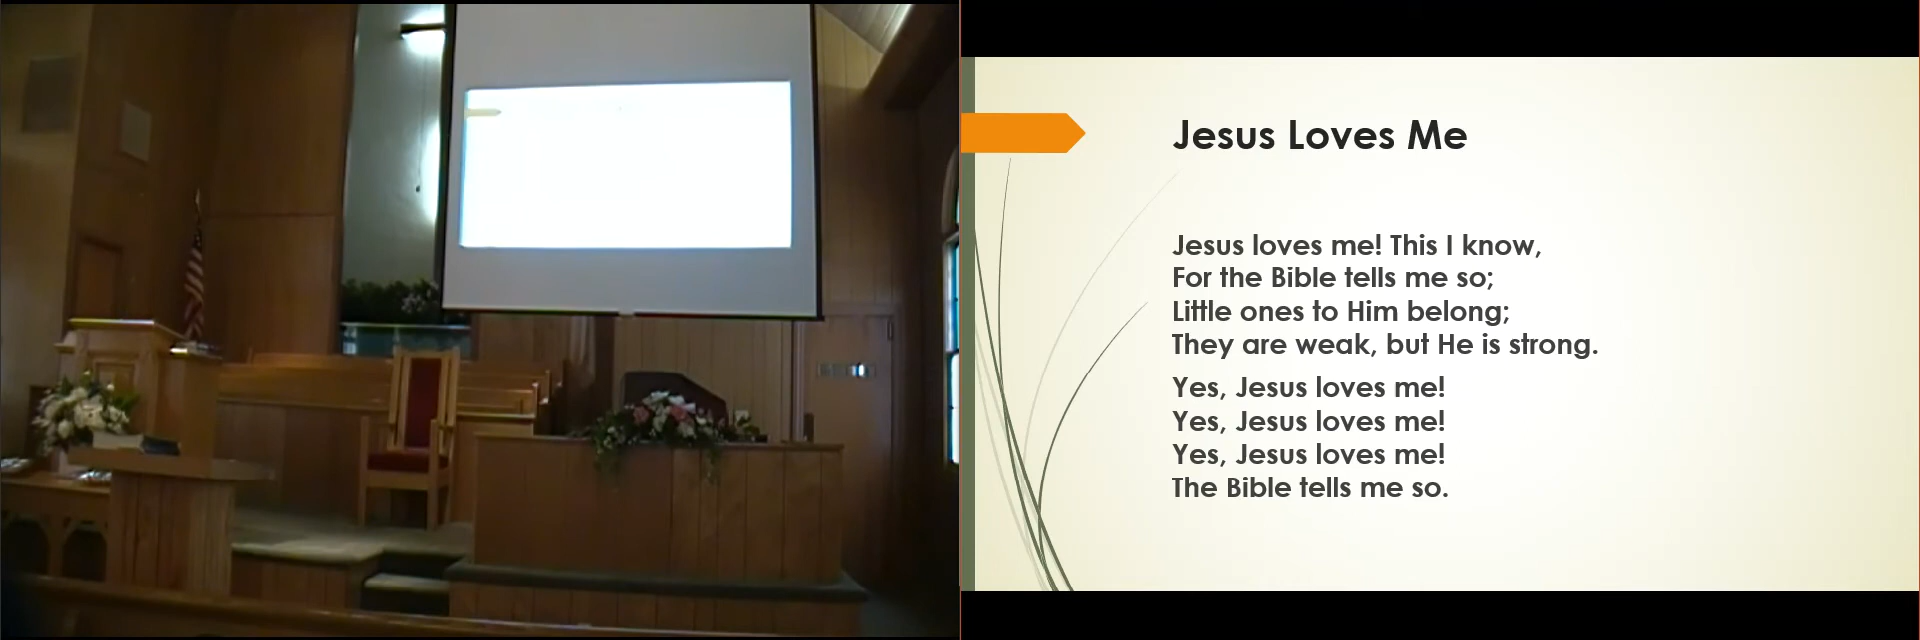 Jesus Loves Me
Jesus loves me! This I know,
For the Bible tells me so;
Little ones to Him belong;
They are weak, but He is strong.
Yes, Jesus loves me!
Yes, Jesus loves me!
Yes, Jesus loves me!
The Bible tells me so.